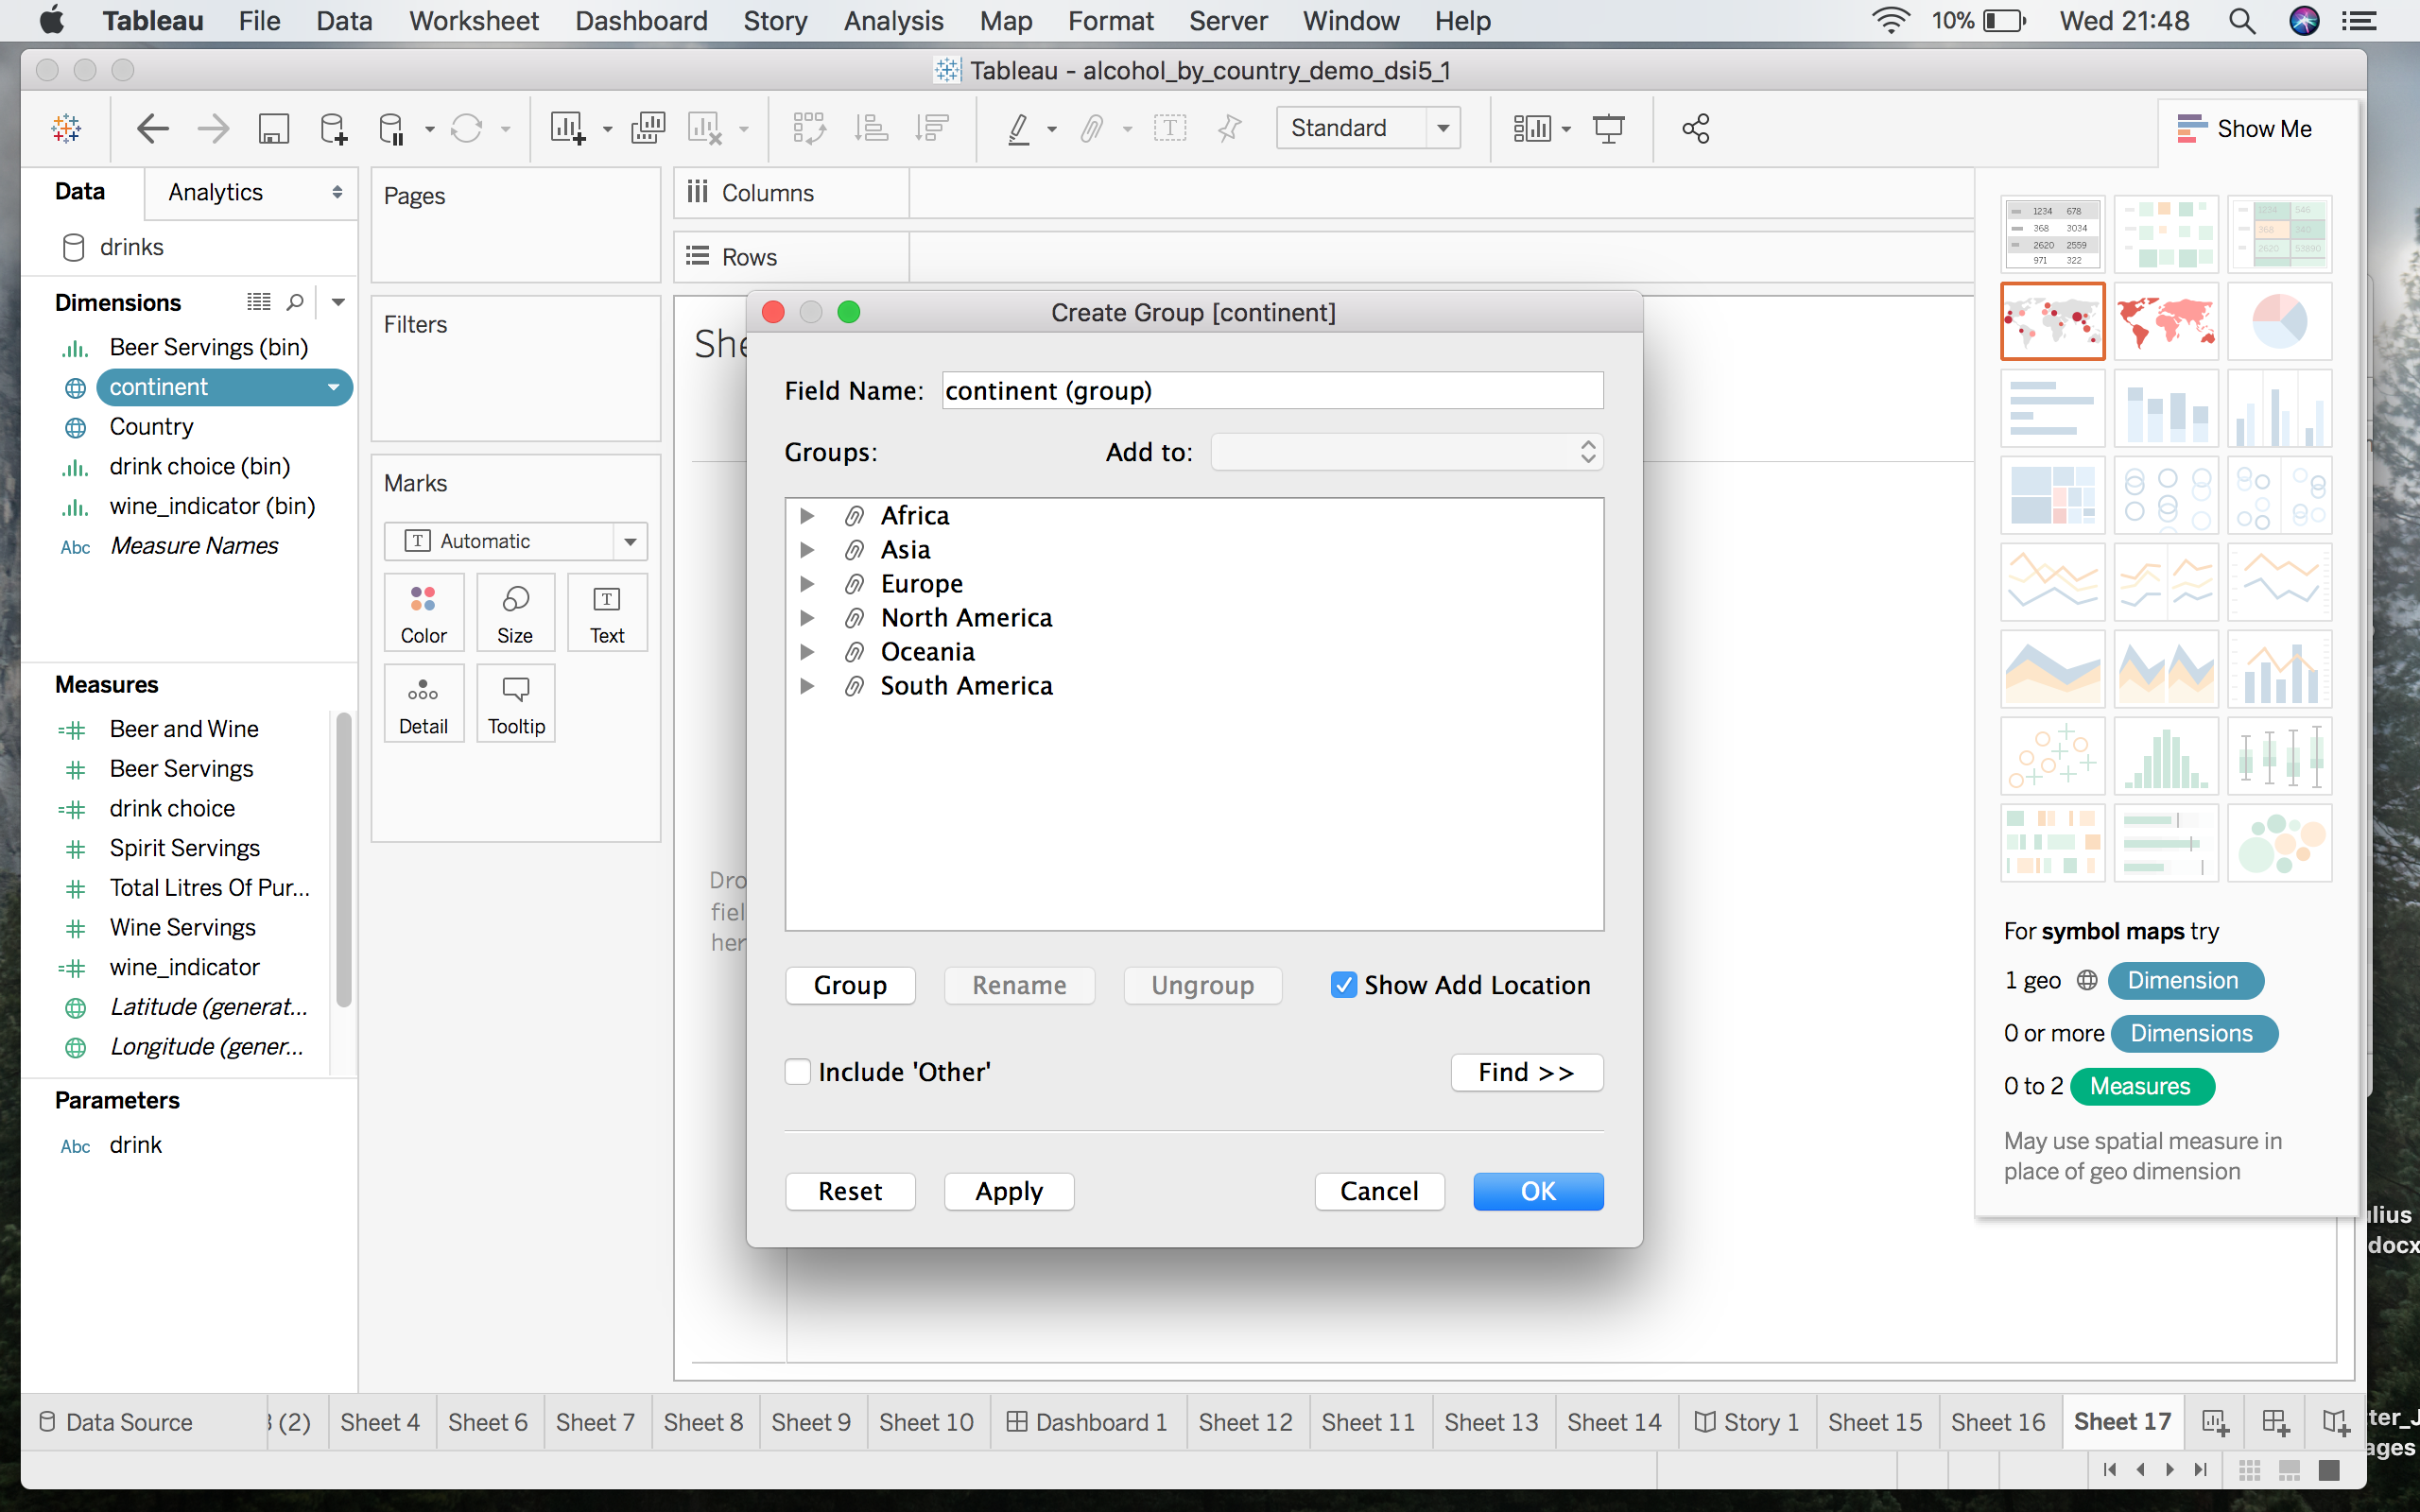 Tableau File Data Worksheet Dashboard Story Analysis Map Format Server Window Help 10% Wed 21:48
Tableau - alcohol_by_country_demo_dsi5_1
Standard
Show Me
Data Analytics
drinks
Dimensions
Beer Servings (bin)
continent
Country
drink choice (bin)
wine_indicator (bin)
Abc Measure Names
Measures
Beer and Wine
Beer Servings
drink choice
Spirit Servings
Total Litres Of Pur...
Wine Servings
wine_indicator
Latitude (generat...
Longitude (gener...
Parameters
Abc drink
Pages
Filters
Marks
T Automatic
Color Size Text
Detail Tooltip
Columns
Rows
She
Dro
fiel
her
Create Group [continent]
Field Name: continent (group)
Groups: Add to:
Africa
Asia
Europe
North America
Oceania
South America
Group Rename Ungroup Show Add Location
Include 'Other' Find >>
Reset Apply Cancel OK
1234 678
368 3034
2620 2559
971 322
1234 546
368 340
2620 53890
For symbol maps try
1 geo Dimension
0 or more Dimensions
0 to 2 Measures
May use spatial measure in
place of geo dimension
lius
docx
ter_J
ages
Data Source (2) Sheet 4 Sheet 6 Sheet 7 Sheet 8 Sheet 9 Sheet 10 Dashboard 1 Sheet 12 Sheet 11 Sheet 13 Sheet 14 Story 1 Sheet 15 Sheet 16 Sheet 17